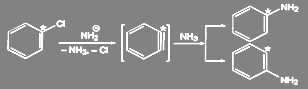 * Cl
NH2⊖
– NH3, – Cl
*
NH3
* NH2
*
NH2